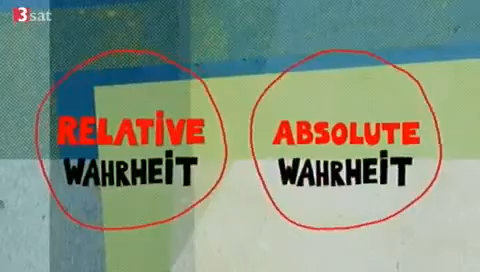 3sat
RELATIVE
WAHRHEIT
ABSOLUTE
WAHRHEIT